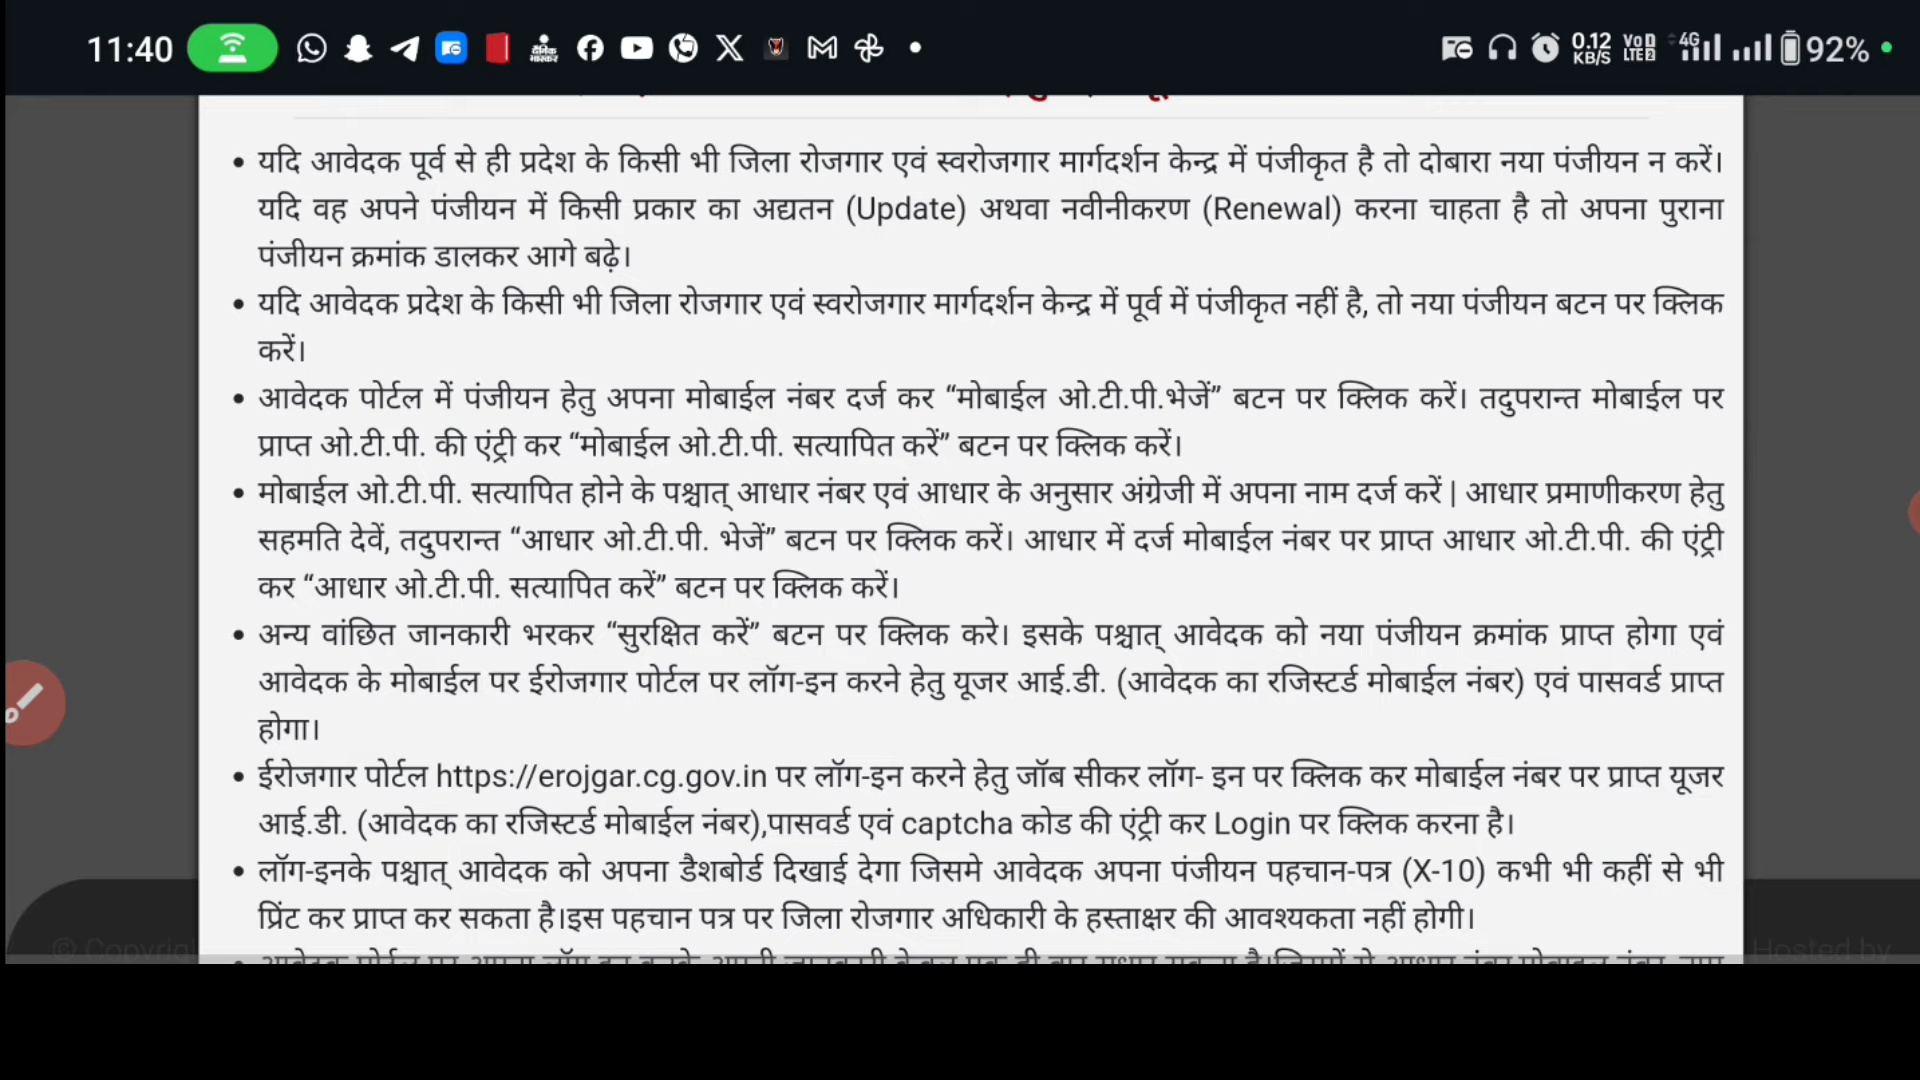 11:40
दैनिक भास्कर
0.12 KB/S
VoD LTE2
4G
92%
• यदि आवेदक पूर्व से ही प्रदेश के किसी भी जिला रोजगार एवं स्वरोजगार मार्गदर्शन केन्द्र में पंजीकृत है तो दोबारा नया पंजीयन न करें।
यदि वह अपने पंजीयन में किसी प्रकार का अद्यतन (Update) अथवा नवीनीकरण (Renewal) करना चाहता है तो अपना पुराना
पंजीयन क्रमांक डालकर आगे बढ़े।
• यदि आवेदक प्रदेश के किसी भी जिला रोजगार एवं स्वरोजगार मार्गदर्शन केन्द्र में पूर्व में पंजीकृत नहीं है, तो नया पंजीयन बटन पर क्लिक
करें।
• आवेदक पोर्टल में पंजीयन हेतु अपना मोबाईल नंबर दर्ज कर “मोबाईल ओ.टी.पी.भेजें” बटन पर क्लिक करें। तदुपरान्त मोबाईल पर
प्राप्त ओ.टी.पी. की एंट्री कर “मोबाईल ओ.टी.पी. सत्यापित करें” बटन पर क्लिक करें।
• मोबाईल ओ.टी.पी. सत्यापित होने के पश्चात् आधार नंबर एवं आधार के अनुसार अंग्रेजी में अपना नाम दर्ज करें | आधार प्रमाणीकरण हेतु
सहमति देवें, तदुपरान्त “आधार ओ.टी.पी. भेजें” बटन पर क्लिक करें। आधार में दर्ज मोबाईल नंबर पर प्राप्त आधार ओ.टी.पी. की एंट्री
कर “आधार ओ.टी.पी. सत्यापित करें” बटन पर क्लिक करें।
• अन्य वांछित जानकारी भरकर “सुरक्षित करें” बटन पर क्लिक करे। इसके पश्चात् आवेदक को नया पंजीयन क्रमांक प्राप्त होगा एवं
आवेदक के मोबाईल पर ईरोजगार पोर्टल पर लॉग-इन करने हेतु यूजर आई.डी. (आवेदक का रजिस्टर्ड मोबाईल नंबर) एवं पासवर्ड प्राप्त
होगा।
• ईरोजगार पोर्टल https://erojgar.cg.gov.in पर लॉग-इन करने हेतु जॉब सीकर लॉग- इन पर क्लिक कर मोबाईल नंबर पर प्राप्त यूजर
आई.डी. (आवेदक का रजिस्टर्ड मोबाईल नंबर),पासवर्ड एवं captcha कोड की एंट्री कर Login पर क्लिक करना है।
• लॉग-इनके पश्चात् आवेदक को अपना डैशबोर्ड दिखाई देगा जिसमे आवेदक अपना पंजीयन पहचान-पत्र (X-10) कभी भी कहीं से भी
प्रिंट कर प्राप्त कर सकता है।इस पहचान पत्र पर जिला रोजगार अधिकारी के हस्ताक्षर की आवश्यकता नहीं होगी।
© Copyri
Hosted by